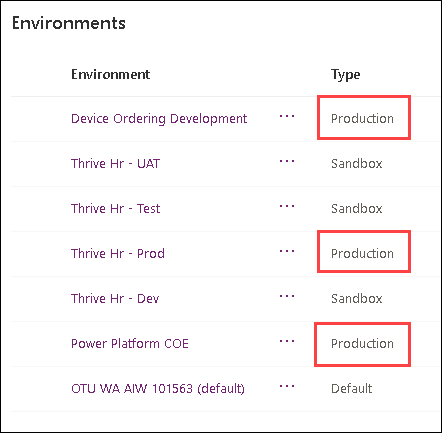 Environments
Environment Type
Device Ordering Development ... Production
Thrive Hr - UAT ... Sandbox
Thrive Hr - Test ... Sandbox
Thrive Hr - Prod ... Production
Thrive Hr - Dev ... Sandbox
Power Platform COE ... Production
OTU WA AIW 101563 (default) ... Default